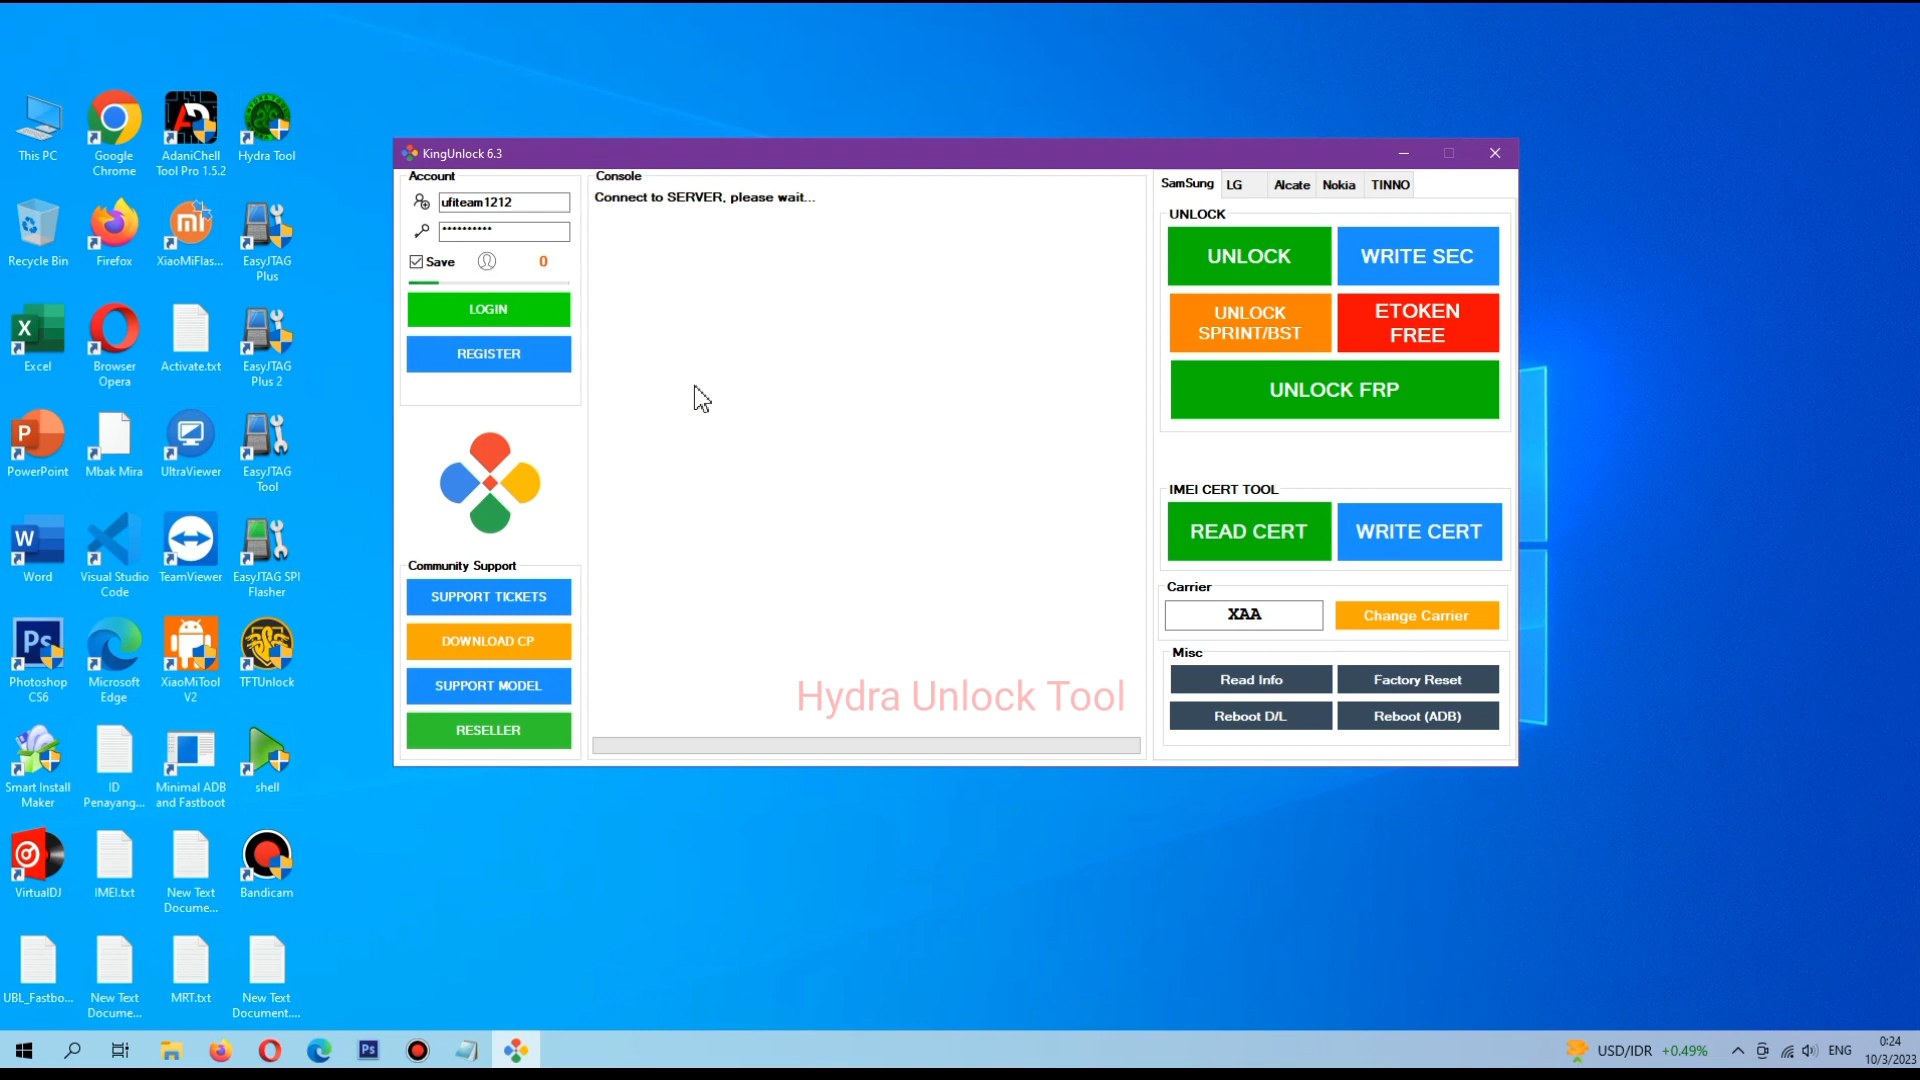 This PC
Google
Chrome
AdaniChell
Tool Pro 1.5.2
Hydra Tool
Recycle Bin
Firefox
XiaoMiFlas...
EasyJTAG
Plus
Excel
Browser
Opera
Activate.txt
EasyJTAG
Plus 2
PowerPoint
Mbak Mira
UltraViewer
EasyJTAG
Tool
Word
Visual Studio
Code
TeamViewer
EasyJTAG SPI
Flasher
Photoshop
CS6
Microsoft
Edge
XiaoMiTool
V2
TFTUnlock
Smart Install
Maker
ID
Penayang...
Minimal ADB
and Fastboot
shell
VirtualDJ
IMEI.txt
New Text
Docume...
Bandicam
UBL_Fastbo...
New Text
Docume...
MRT.txt
New Text
Document....
KingUnlock 6.3
Account
ufiteam1212
**********
Save
0
LOGIN
REGISTER
Community Support
SUPPORT TICKETS
DOWNLOAD CP
SUPPORT MODEL
RESELLER
Console
Connect to SERVER, please wait...
Hydra Unlock Tool
SamSung
LG
Alcate
Nokia
TINNO
UNLOCK
UNLOCK
WRITE SEC
UNLOCK
SPRINT/BST
ETOKEN
FREE
UNLOCK FRP
IMEI CERT TOOL
READ CERT
WRITE CERT
Carrier
XAA
Change Carrier
Misc
Read Info
Factory Reset
Reboot D/L
Reboot (ADB)
USD/IDR +0.49%
ENG
0:24
10/3/2023